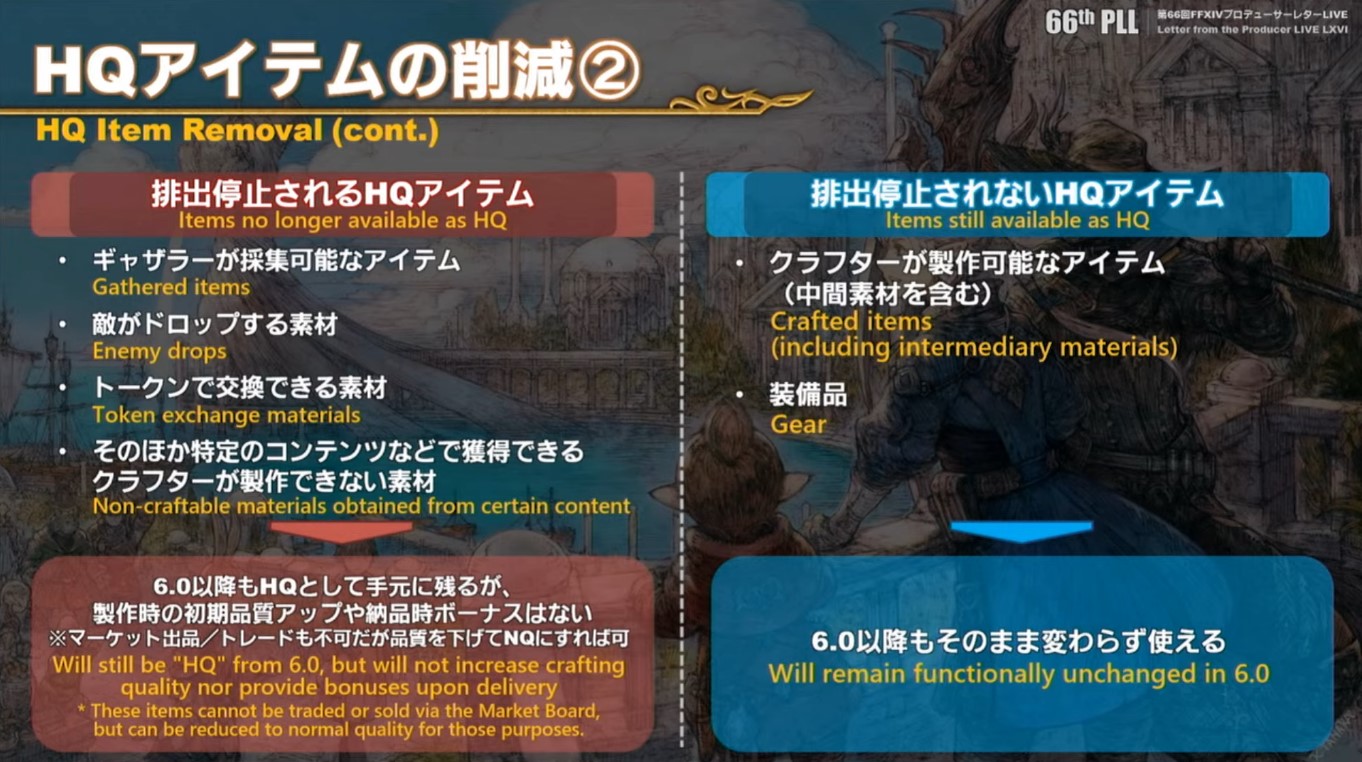 66th PLL
第66回FFXIVプロデューサーレターLIVE
Letter from the Producer LIVE LXVI
HQアイテムの削減②
HQ Item Removal (cont.)
排出停止されるHQアイテム
Items no longer available as HQ
・ ギャザラーが採集可能なアイテム
Gathered items
・ 敵がドロップする素材
Enemy drops
・ トークンで交換できる素材
Token exchange materials
・ そのほか特定のコンテンツなどで獲得できる
クラフターが製作できない素材
Non-craftable materials obtained from certain content
6.0以降もHQとして手元に残るが、
製作時の初期品質アップや納品時ボーナスはない
※マーケット出品／トレードも不可だが品質を下げてNQにすれば可
Will still be "HQ" from 6.0, but will not increase crafting
quality nor provide bonuses upon delivery
* These items cannot be traded or sold via the Market Board,
but can be reduced to normal quality for those purposes.
排出停止されないHQアイテム
Items still available as HQ
・ クラフターが製作可能なアイテム
（中間素材を含む）
Crafted items
(including intermediary materials)
・ 装備品
Gear
6.0以降もそのまま変わらず使える
Will remain functionally unchanged in 6.0